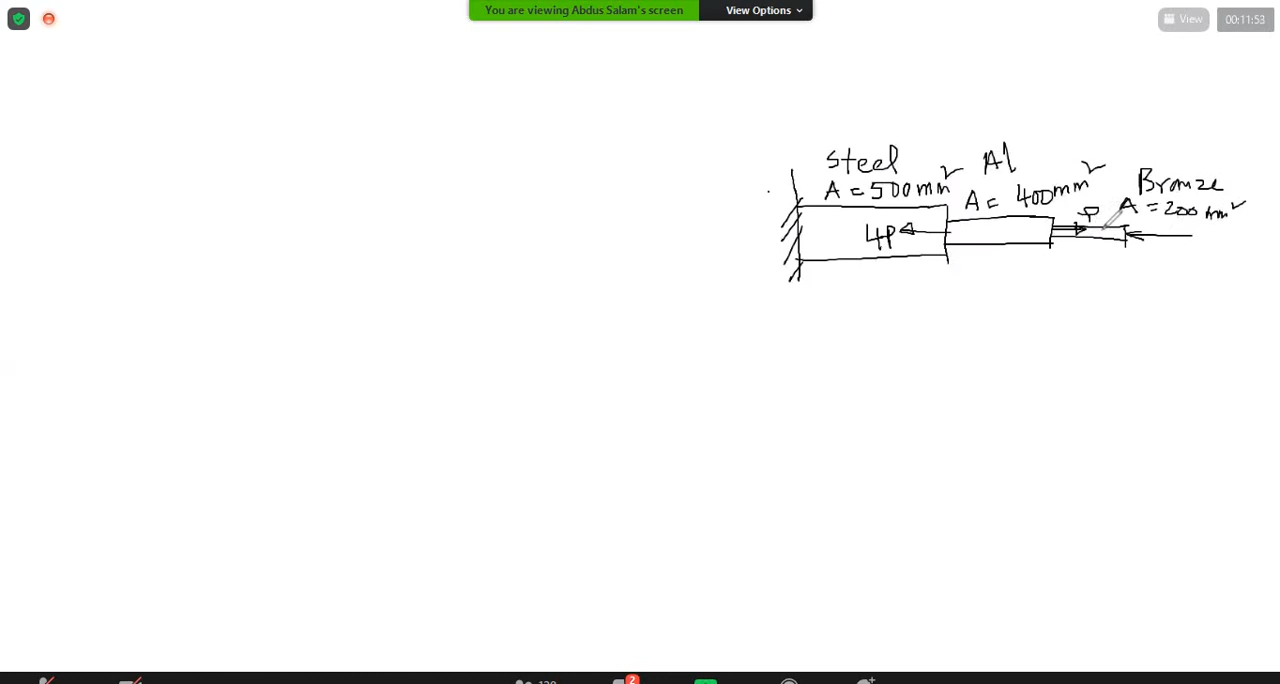 You are viewing Abdus Salam's screen View Options
View 00:11:53
Steel Al
A = 500mm² A = 400mm² Bronze
P A = 200 mm²
4P
2